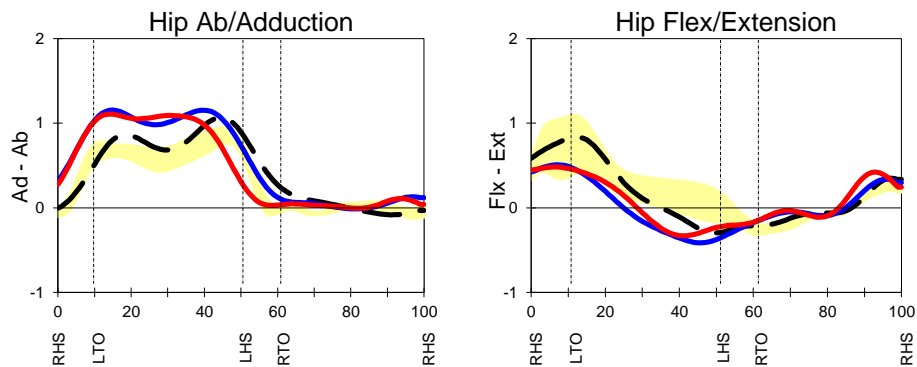 Hip Ab/Adduction
Ad - Ab
2
1
0
-1
0
20
40
60
80
100
RHS
LTO
LHS
RTO
RHS
Hip Flex/Extension
Flx - Ext
2
1
0
-1
0
20
40
60
80
100
RHS
LTO
LHS
RTO
RHS